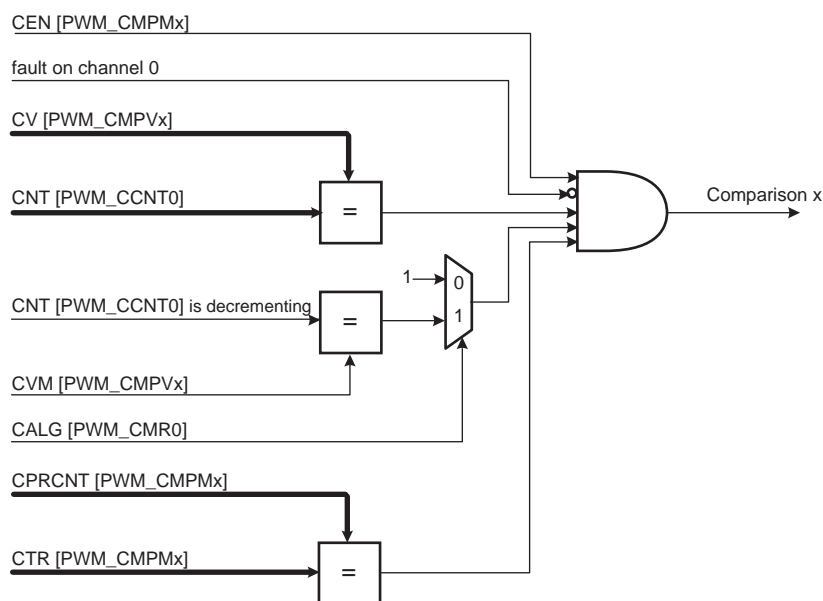 CEN [PWM_CMPMx]
fault on channel 0
CV [PWM_CMPVx]
CNT [PWM_CCNT0]
=
Comparison x
1
0
1
CNT [PWM_CCNT0] is decrementing
=
CVM [PWM_CMPVx]
CALG [PWM_CMR0]
CPRCNT [PWM_CMPMx]
CTR [PWM_CMPMx]
=